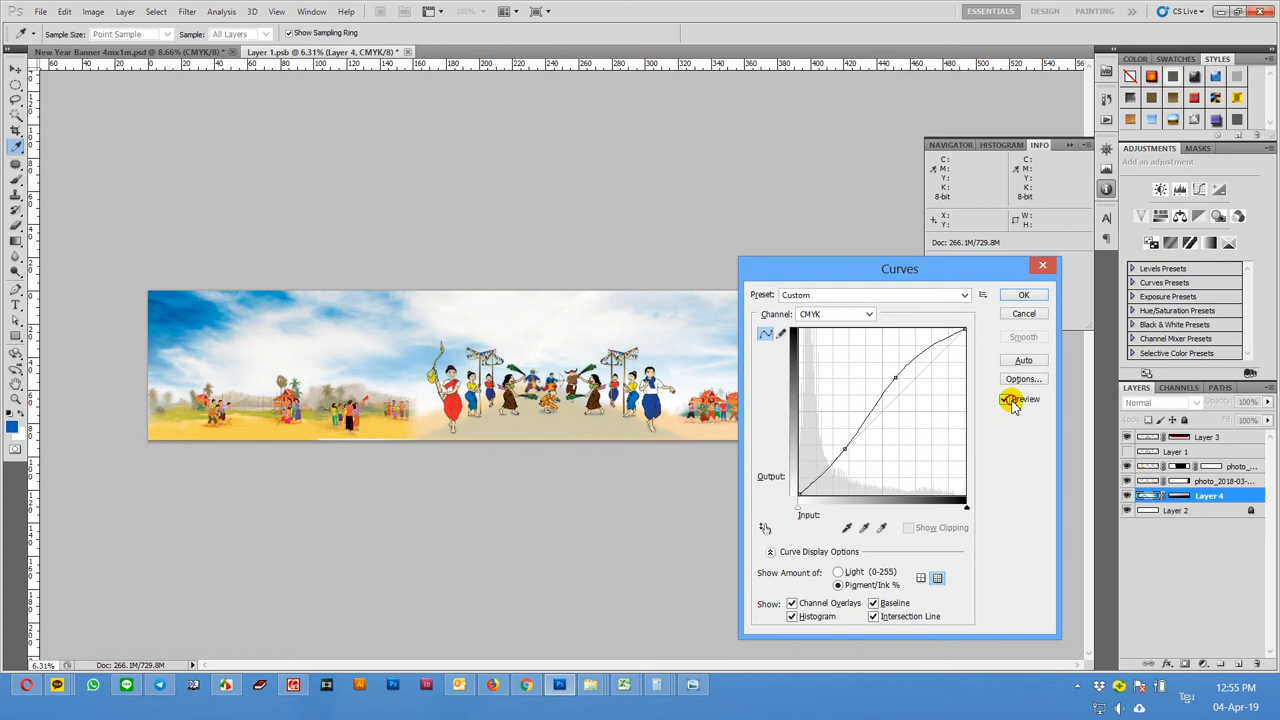 File Edit Image Layer Select Filter Analysis 3D View Window Help
100%
ESSENTIALS DESIGN PAINTING CS Live
Sample Size: Point Sample Sample: All Layers Show Sampling Ring
New Year Banner 4mx1m.psd @ 8.66% (CMYK/8) * Layer 1.psb @ 6.31% (Layer 4, CMYK/8) *
COLOR SWATCHES STYLES
NAVIGATOR HISTOGRAM INFO
C: C:
M: M:
Y: Y:
K: K:
8-bit 8-bit
X: W:
Y: H:
Doc: 266.1M/729.8M
ADJUSTMENTS MASKS
Add an adjustment
Levels Presets
Curves Presets
Exposure Presets
Hue/Saturation Presets
Black & White Presets
Channel Mixer Presets
Selective Color Presets
Curves
Preset: Custom OK
Channel: CMYK Cancel
Smooth
Auto
Options...
Preview
Output:
Input:
Show Clipping
Curve Display Options
Show Amount of: Light (0-255)
Pigment/Ink %
Show: Channel Overlays Baseline
Histogram Intersection Line
LAYERS CHANNELS PATHS
Normal Opacity: 100%
Lock: Fill: 100%
Layer 3
Layer 1
photo_...
photo_2018-03-...
Layer 4
Layer 2
6.31% Doc: 266.1M/729.8M
12:55 PM
04-Apr-19